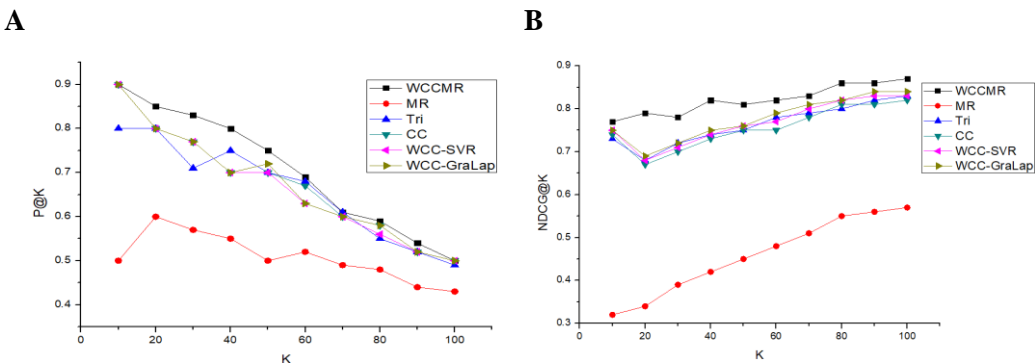 A
B
0.9
0.8
0.7
0.6
0.5
0.4
P@K
0
20
40
60
80
100
K
WCCMR
MR
Tri
CC
WCC-SVR
WCC-GraLap
0.9
0.8
0.7
0.6
0.5
0.4
0.3
NDCG@K
0
20
40
60
80
100
K
WCCMR
MR
Tri
CC
WCC-SVR
WCC-GraLap